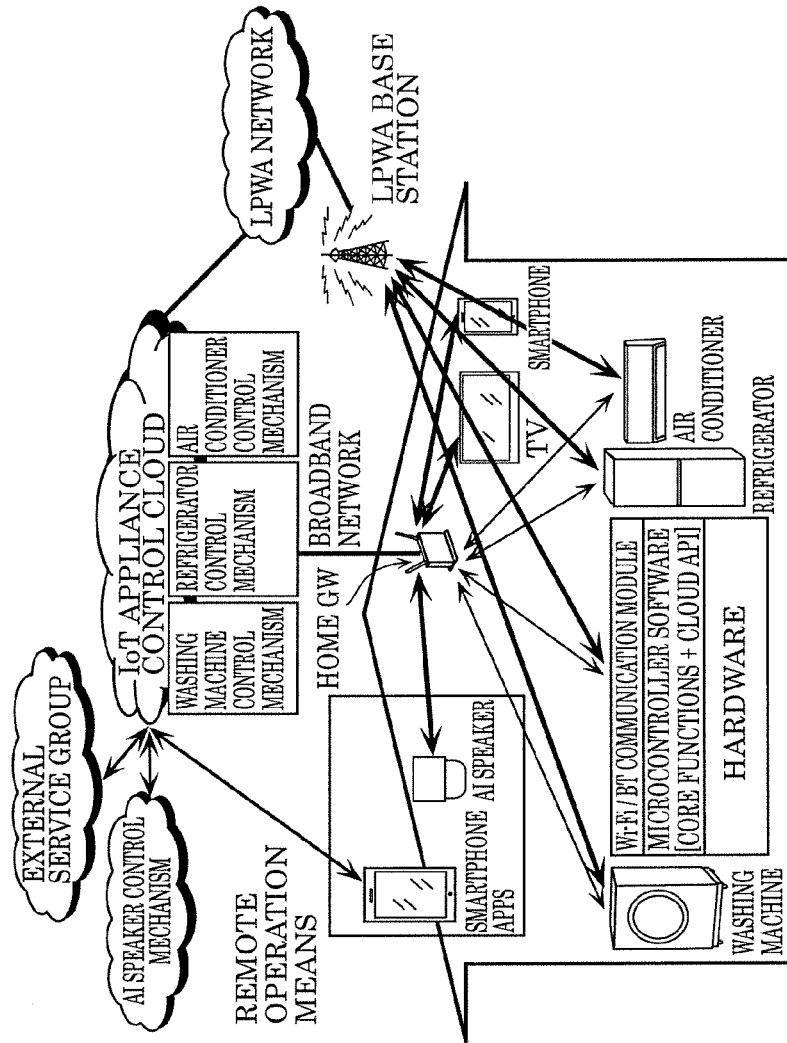 EXTERNAL
SERVICE GROUP
AI SPEAKER CONTROL
MECHANISM
IoT APPLIANCE
CONTROL CLOUD
WASHING
MACHINE
CONTROL
MECHANISM
REFRIGERATOR
CONTROL
MECHANISM
AIR
CONDITIONER
CONTROL
MECHANISM
LPWA NETWORK
LPWA BASE
STATION
BROADBAND
NETWORK
HOME GW
REMOTE
OPERATION
MEANS
SMARTPHONE
APPS
AI SPEAKER
TV
SMARTPHONE
WASHING
MACHINE
Wi-Fi / BT COMMUNICATION MODULE
MICROCONTROLLER SOFTWARE
[CORE FUNCTIONS + CLOUD API]
HARDWARE
REFRIGERATOR
AIR
CONDITIONER